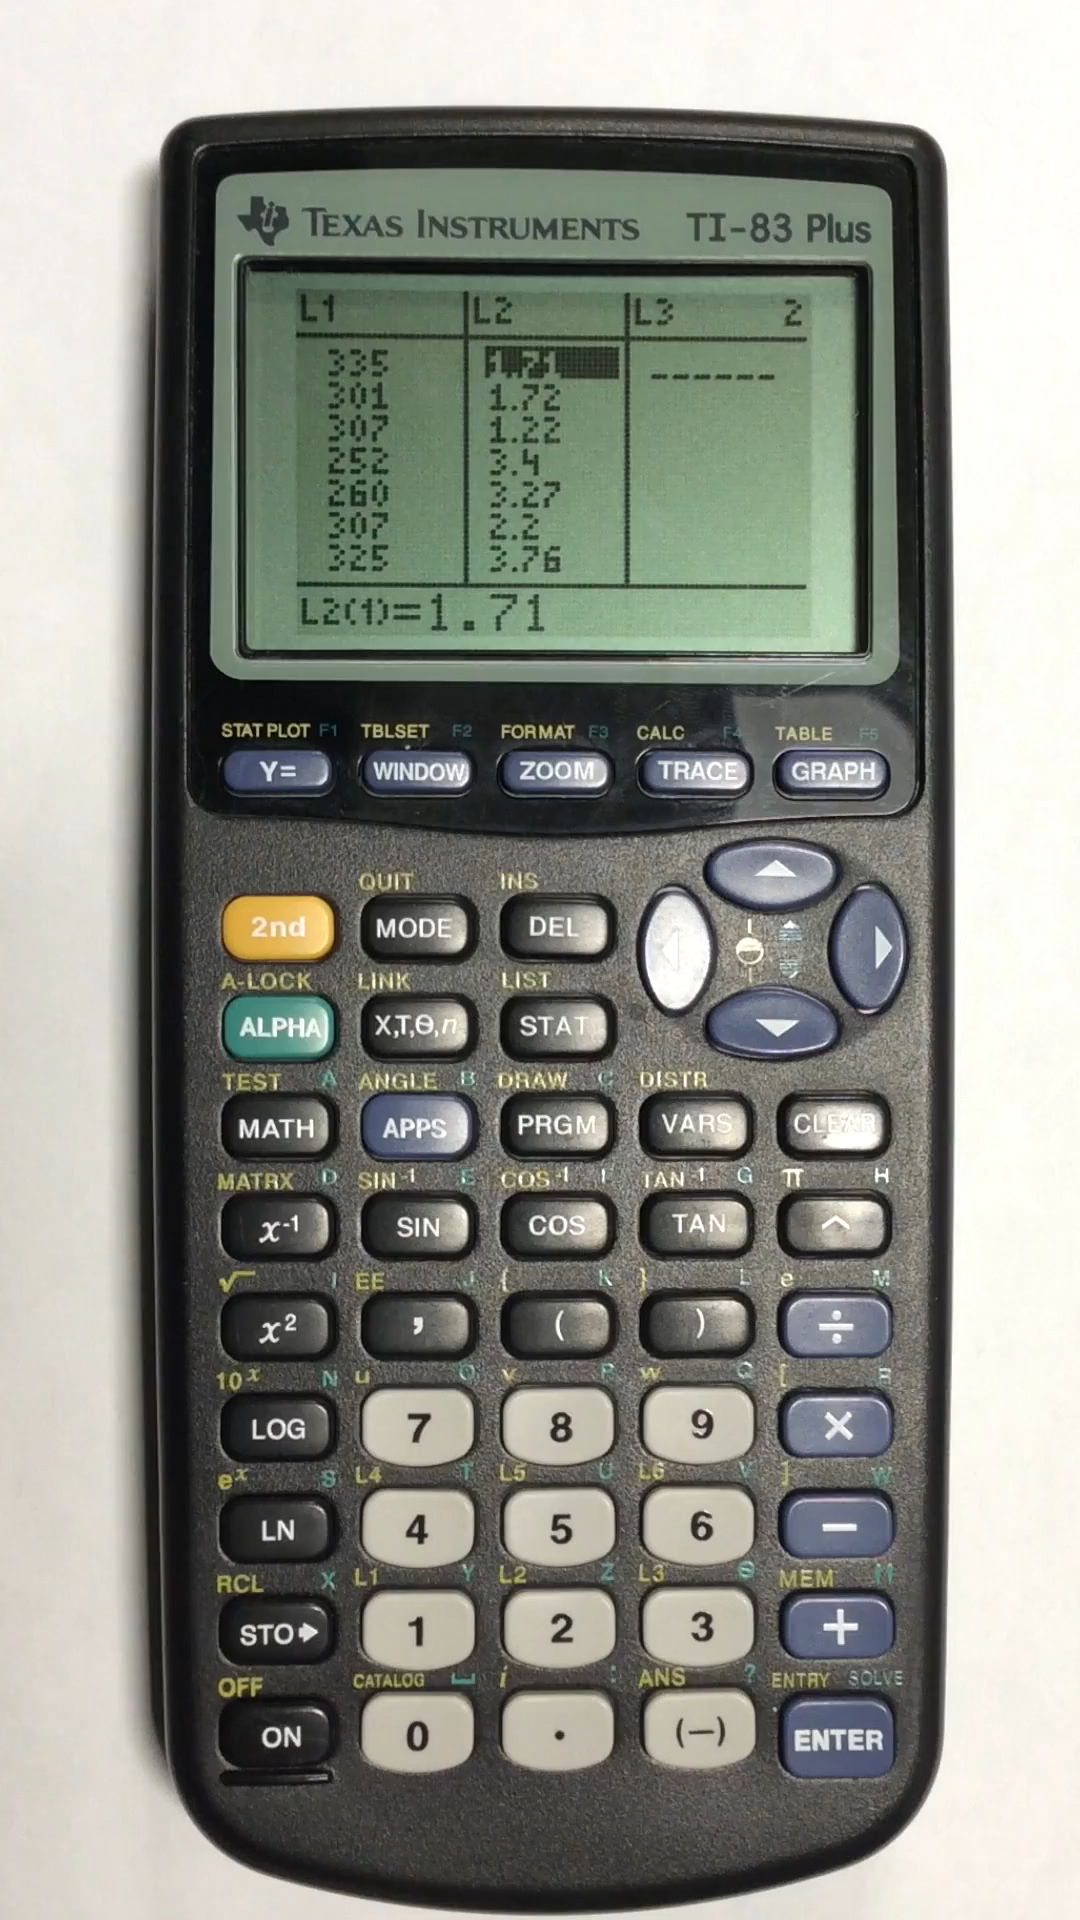 TEXAS INSTRUMENTS TI-83 Plus
L1 L2 L3 2
335 1.71 ------
301 1.72
307 1.22
252 3.4
260 3.27
307 2.2
325 3.76
L2(1)=1.71
STAT PLOT F1 TBLSET F2 FORMAT F3 CALC F4 TABLE F5
Y= WINDOW ZOOM TRACE GRAPH
QUIT INS
2nd MODE DEL
A-LOCK LINK LIST
ALPHA X,T,Θ,n STAT
TEST A ANGLE B DRAW C DISTR
MATH APPS PRGM VARS CLEAR
MATRX D SIN⁻¹ E COS⁻¹ F TAN⁻¹ G π H
x⁻¹ SIN COS TAN ^
√ I EE J { K } L e M
x² , ( ) ÷
10ˣ N u O v P w Q [ R
LOG 7 8 9 ×
eˣ S L4 T L5 U L6 V ] W
LN 4 5 6 −
RCL X L1 Y L2 Z L3 θ MEM "
STO▸ 1 2 3 +
OFF CATALOG ⎵ i : ANS ? ENTRY SOLVE
ON 0 . (−) ENTER